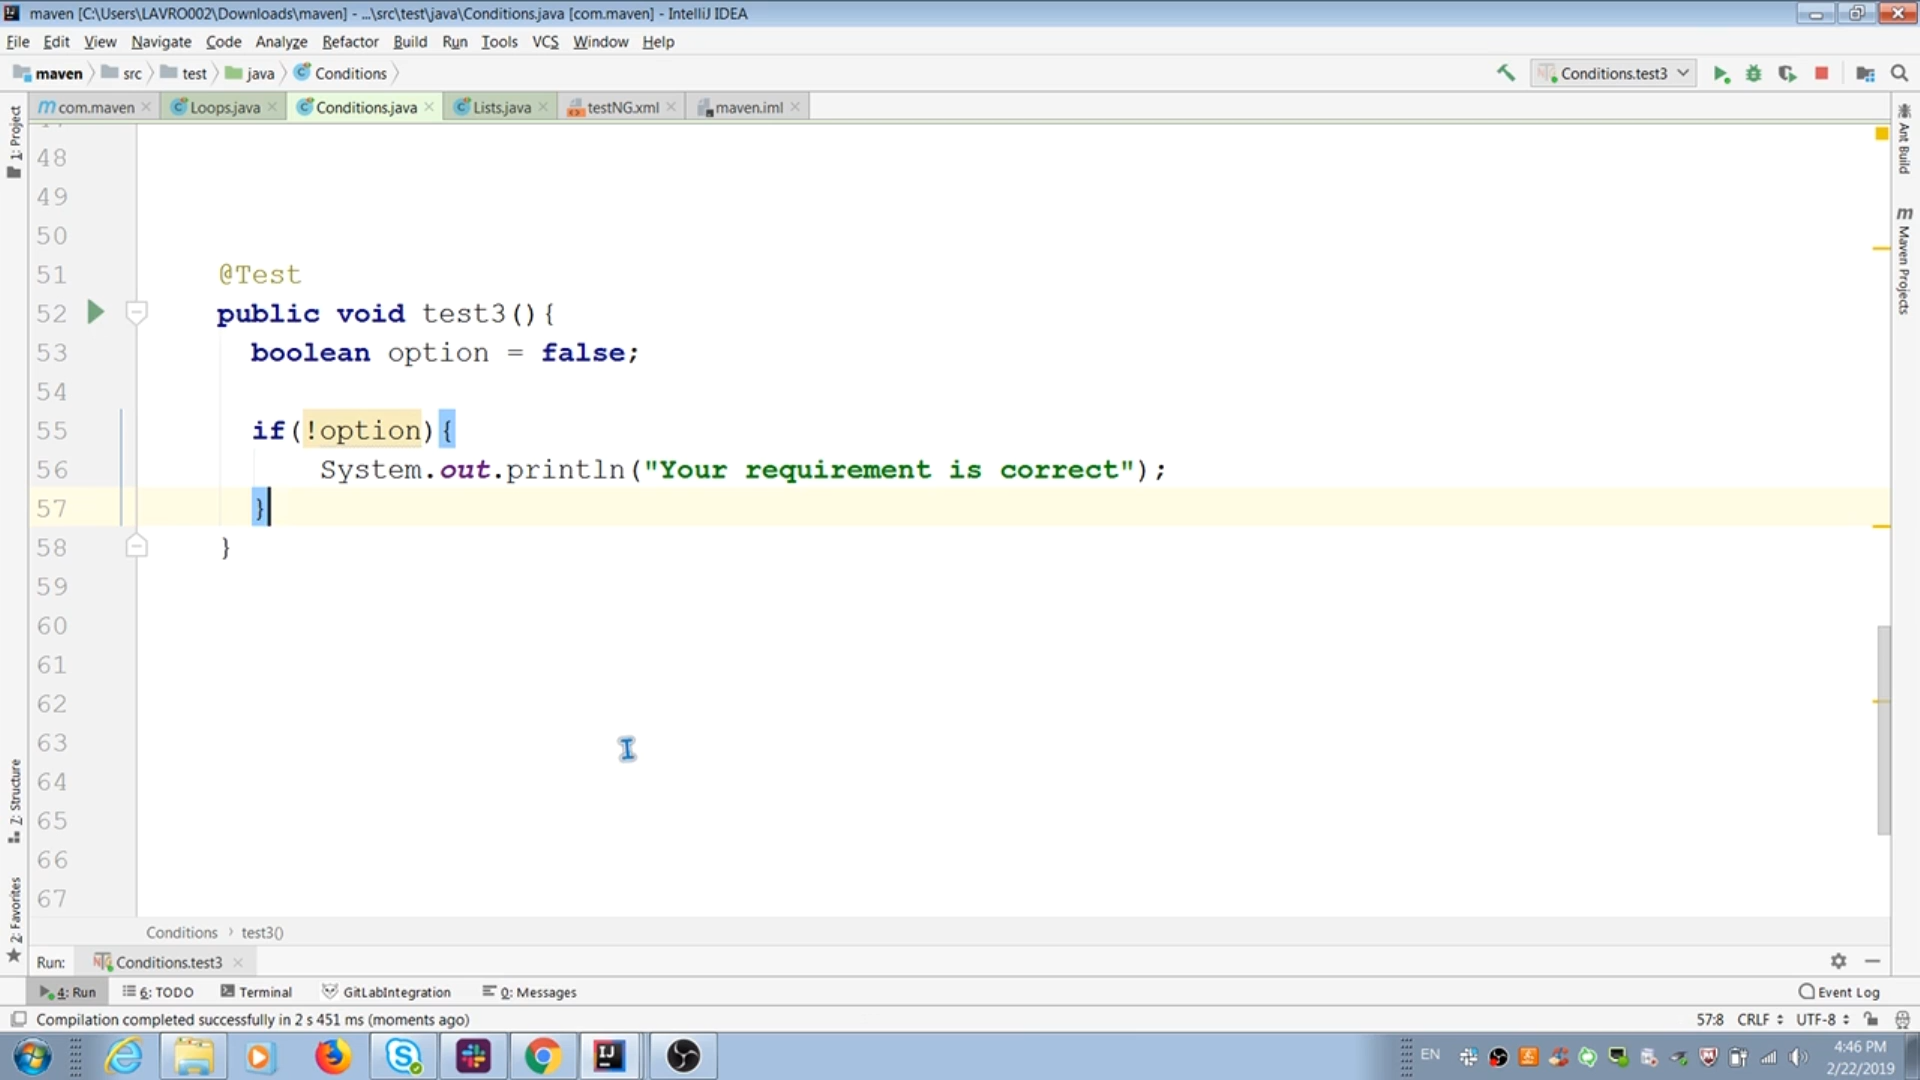 maven [C:\Users\LAVRO002\Downloads\maven] - ...\src\test\java\Conditions.java [com.maven] - IntelliJ IDEA
File Edit View Navigate Code Analyze Refactor Build Run Tools VCS Window Help
maven src test java Conditions Conditions.test3
com.maven Loops.java Conditions.java Lists.java testNG.xml maven.iml
1: Project
Ant Build
Maven Projects
48
49
50
51 @Test
52 public void test3(){
53 boolean option = false;
54
55 if(!option){
56 System.out.println("Your requirement is correct");
57 }
58 }
59
60
61
62
63
64
65
66
67
Z: Structure
2: Favorites
Conditions > test3()
Run: Conditions.test3
4: Run 6: TODO Terminal GitLabIntegration 0: Messages Event Log
Compilation completed successfully in 2 s 451 ms (moments ago) 57:8 CRLF UTF-8
EN 4:46 PM
2/22/2019